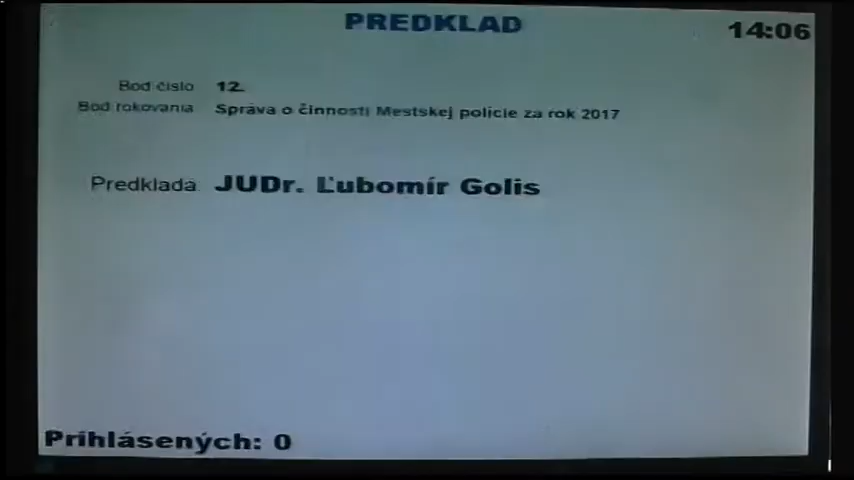 PREDKLAD
14:06
Bod číslo 12.
Bod rokovania Správa o činnosti Mestskej polície za rok 2017
Predkladá JUDr. Ľubomír Golis
Prihlásených: 0